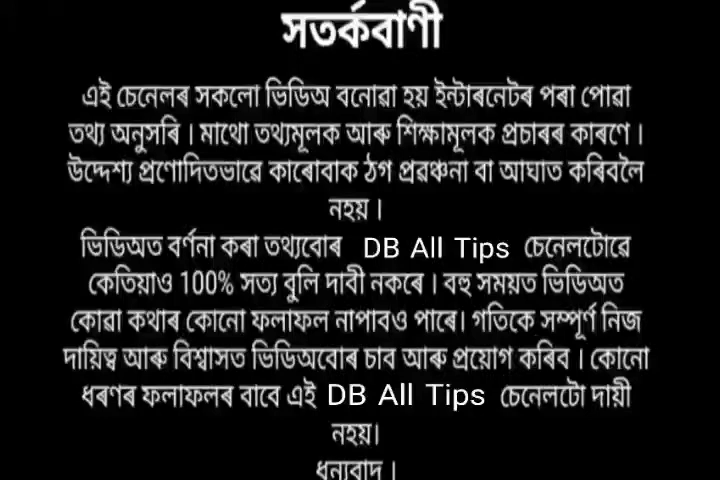 সতৰ্কবাণী
এই চেনেলৰ সকলো ভিডিঅ বনোৱা হয় ইন্টাৰনেটৰ পৰা পোৱা
তথ্য অনুসৰি । মাথো তথ্যমূলক আৰু শিক্ষামূলক প্ৰচাৰৰ কাৰণে ।
উদ্দেশ্য প্ৰণোদিতভাৱে কাৰোবাক ঠগ প্ৰৱঞ্চনা বা আঘাত কৰিবলৈ
নহয় ।
ভিডিঅত বৰ্ণনা কৰা তথ্যবোৰ DB All Tips চেনেলটোৱে
কেতিয়াও 100% সত্য বুলি দাবী নকৰে । বহু সময়ত ভিডিঅত
কোৱা কথাৰ কোনো ফলাফল নাপাবও পাৰে। গতিকে সম্পূৰ্ণ নিজ
দায়িত্ব আৰু বিশ্বাসত ভিডিঅবোৰ চাব আৰু প্ৰয়োগ কৰিব । কোনো
ধৰণৰ ফলাফলৰ বাবে এই DB All Tips চেনেলটো দায়ী
নহয়।
ধন্যবাদ ।